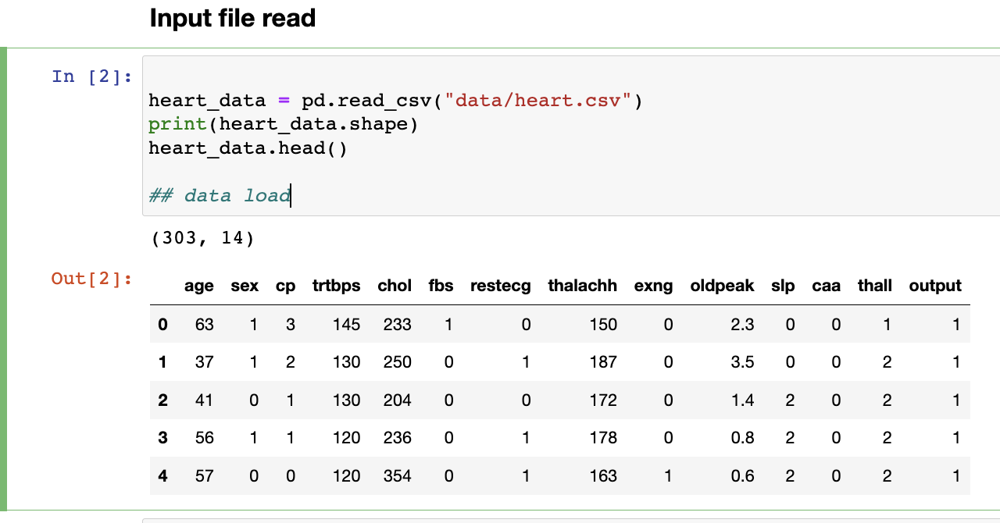 Input file read
In [2]:
heart_data = pd.read_csv("data/heart.csv")
print(heart_data.shape)
heart_data.head()
## data load
(303, 14)
Out[2]:
age sex cp trtbps chol fbs restecg thalachh exng oldpeak slp caa thall output
0 63 1 3 145 233 1 0 150 0 2.3 0 0 1 1
1 37 1 2 130 250 0 1 187 0 3.5 0 0 2 1
2 41 0 1 130 204 0 0 172 0 1.4 2 0 2 1
3 56 1 1 120 236 0 1 178 0 0.8 2 0 2 1
4 57 0 0 120 354 0 1 163 1 0.6 2 0 2 1